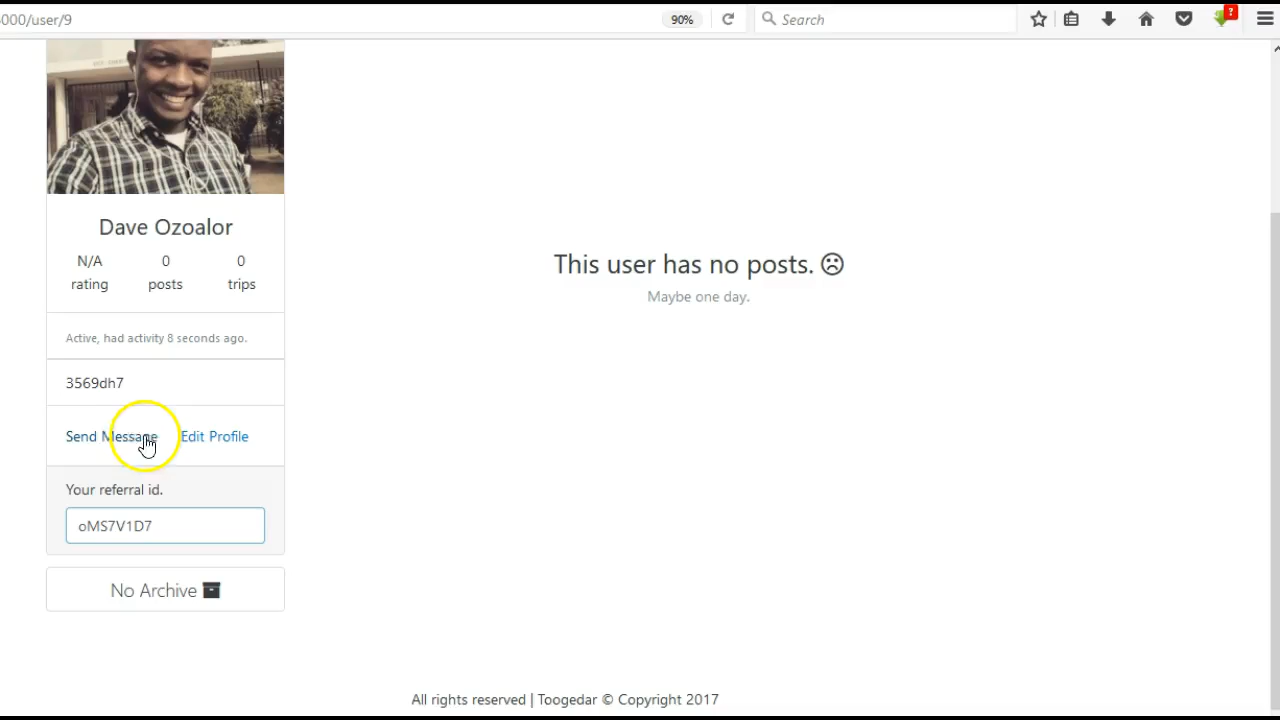 000/user/9
90%
Search
?
Dave Ozoalor
N/A 0 0
rating posts trips
Active, had activity 8 seconds ago.
3569dh7
Send Message Edit Profile
Your referral id.
oMS7V1D7
No Archive
This user has no posts.
Maybe one day.
All rights reserved | Toogedar © Copyright 2017